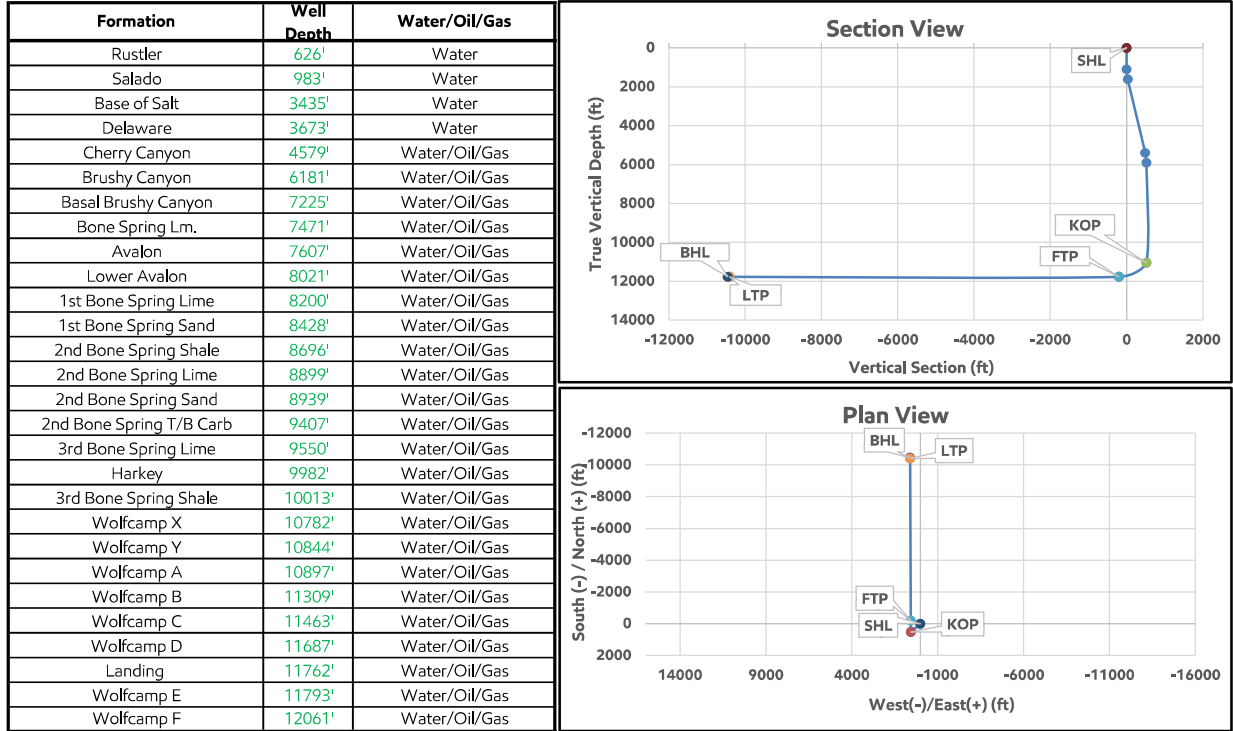 Formation Well Depth Water/Oil/Gas
Rustler 626' Water
Salado 983' Water
Base of Salt 3435' Water
Delaware 3673' Water
Cherry Canyon 4579' Water/Oil/Gas
Brushy Canyon 6181' Water/Oil/Gas
Basal Brushy Canyon 7225' Water/Oil/Gas
Bone Spring Lm. 7471' Water/Oil/Gas
Avalon 7607' Water/Oil/Gas
Lower Avalon 8021' Water/Oil/Gas
1st Bone Spring Lime 8200' Water/Oil/Gas
1st Bone Spring Sand 8428' Water/Oil/Gas
2nd Bone Spring Shale 8696' Water/Oil/Gas
2nd Bone Spring Lime 8899' Water/Oil/Gas
2nd Bone Spring Sand 8939' Water/Oil/Gas
2nd Bone Spring T/B Carb 9407' Water/Oil/Gas
3rd Bone Spring Lime 9550' Water/Oil/Gas
Harkey 9982' Water/Oil/Gas
3rd Bone Spring Shale 10013' Water/Oil/Gas
Wolfcamp X 10782' Water/Oil/Gas
Wolfcamp Y 10844' Water/Oil/Gas
Wolfcamp A 10897' Water/Oil/Gas
Wolfcamp B 11309' Water/Oil/Gas
Wolfcamp C 11463' Water/Oil/Gas
Wolfcamp D 11687' Water/Oil/Gas
Landing 11762' Water/Oil/Gas
Wolfcamp E 11793' Water/Oil/Gas
Wolfcamp F 12061' Water/Oil/Gas
Section View
True Vertical Depth (ft)
0
2000
4000
6000
8000
10000
12000
14000
SHL
KOP
FTP
BHL
LTP
-12000 -10000 -8000 -6000 -4000 -2000 0 2000
Vertical Section (ft)
Plan View
South (-) / North (+) (ft)
-12000
-10000
-8000
-6000
-4000
-2000
0
2000
BHL LTP
FTP
SHL KOP
14000 9000 4000 -1000 -6000 -11000 -16000
West(-)/East(+) (ft)